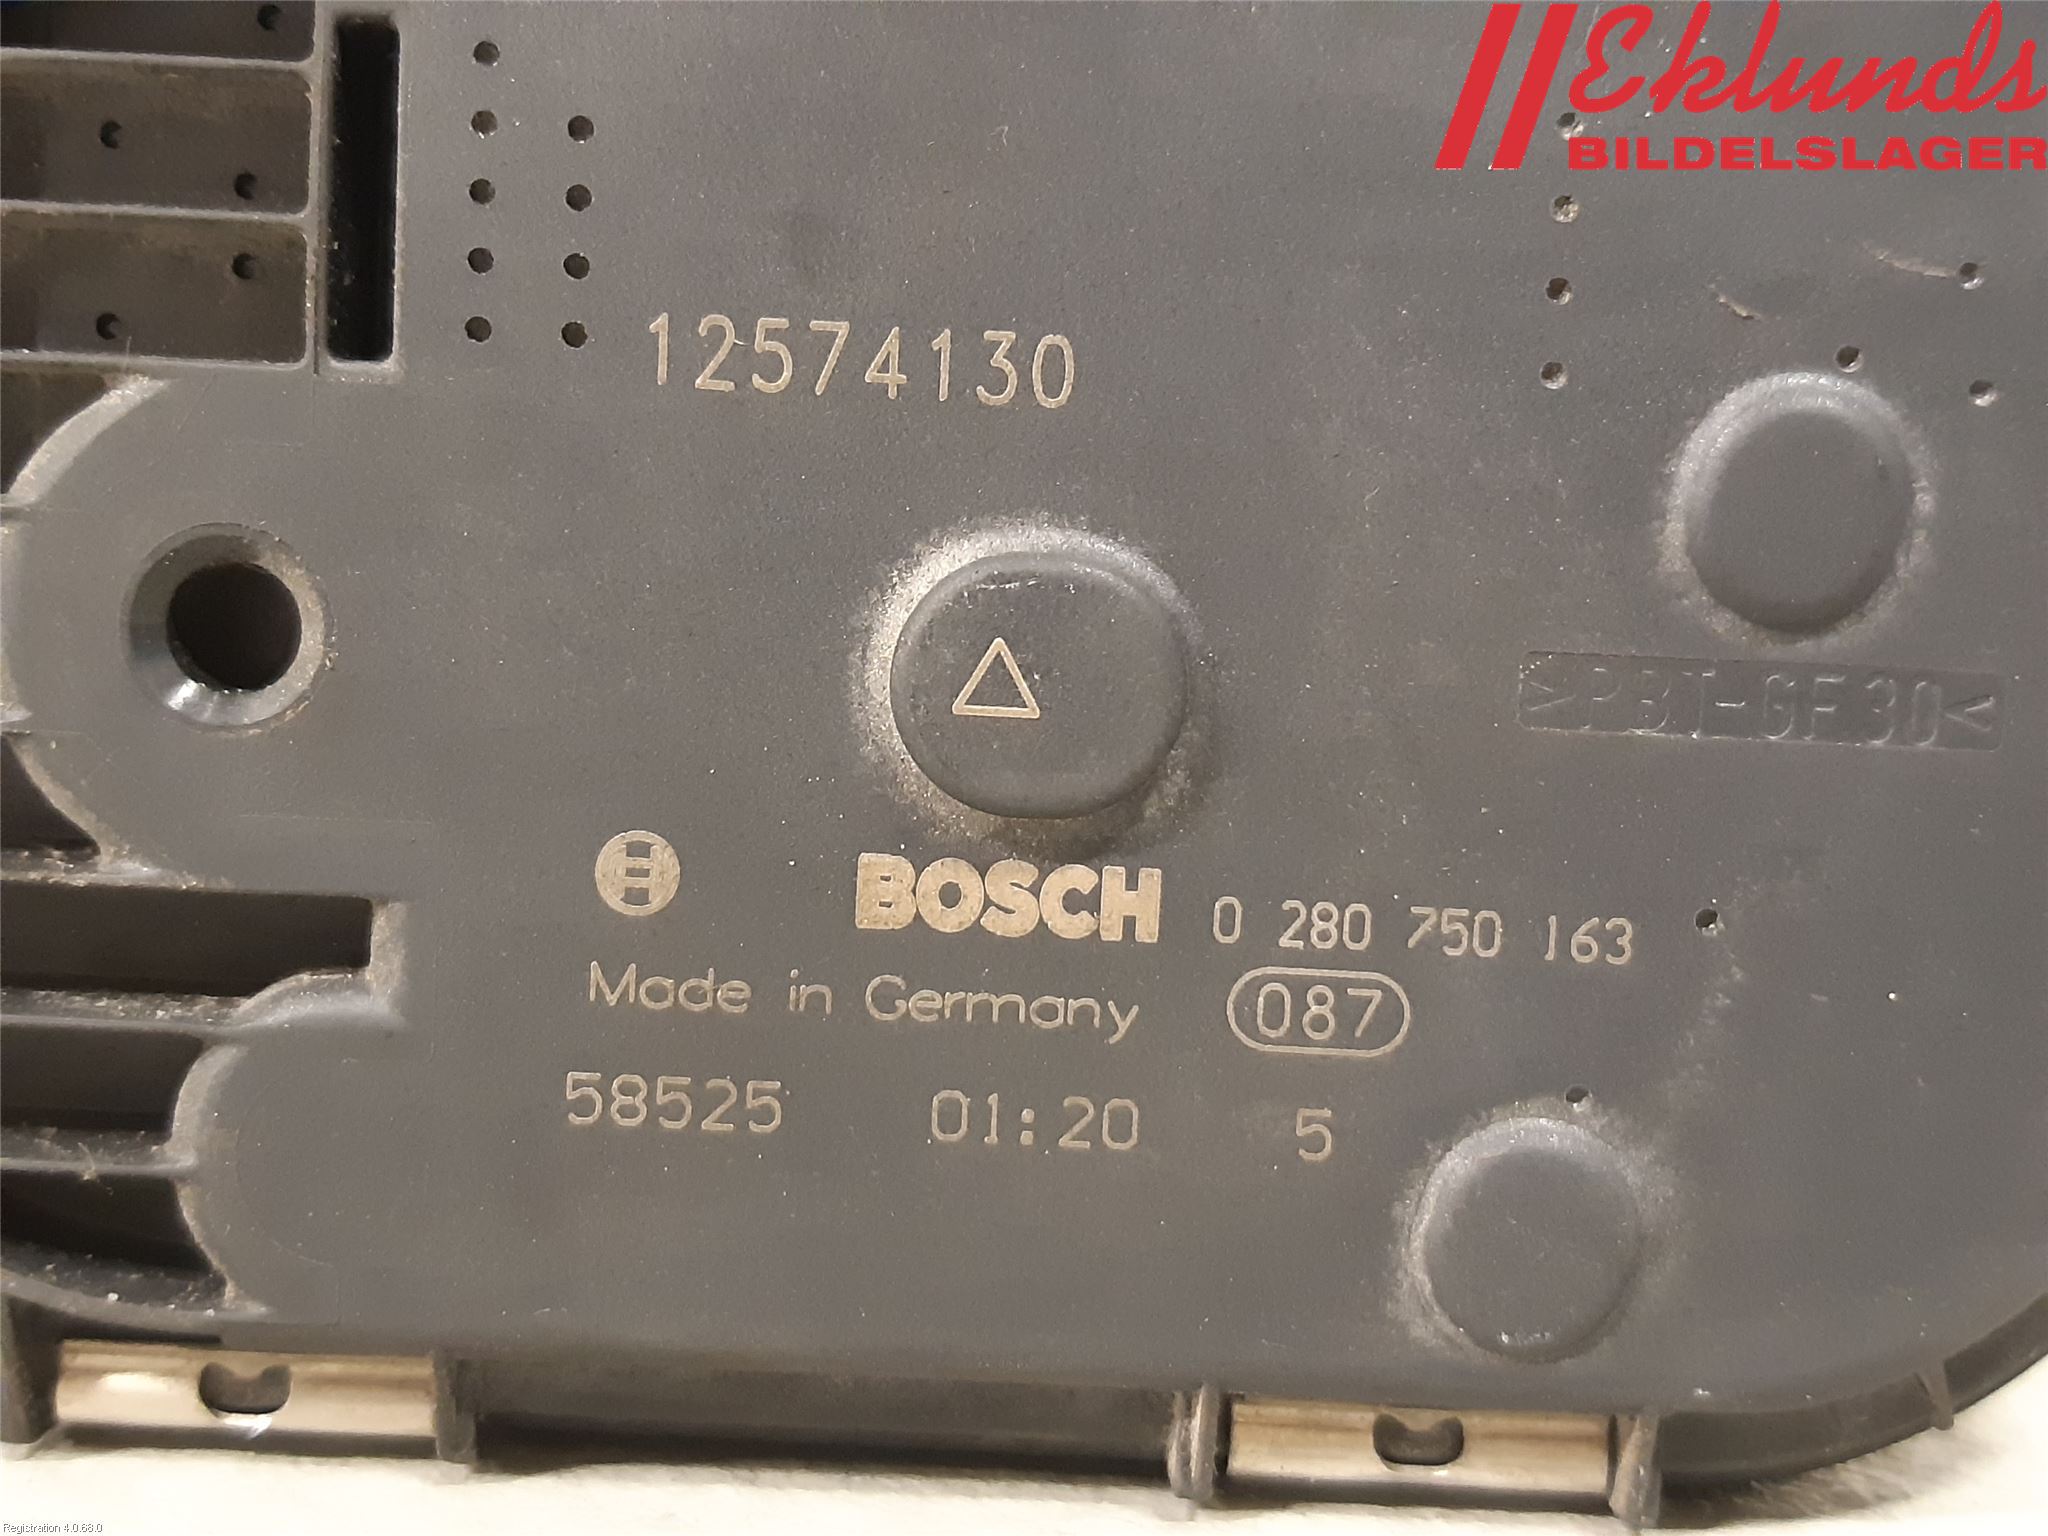 Eklunds
BILDELSLAGER
12574130
>PBT-GF30<
BOSCH 0 280 750 163
Made in Germany 087
58525 01:20 5
Registration 4.0.68.0